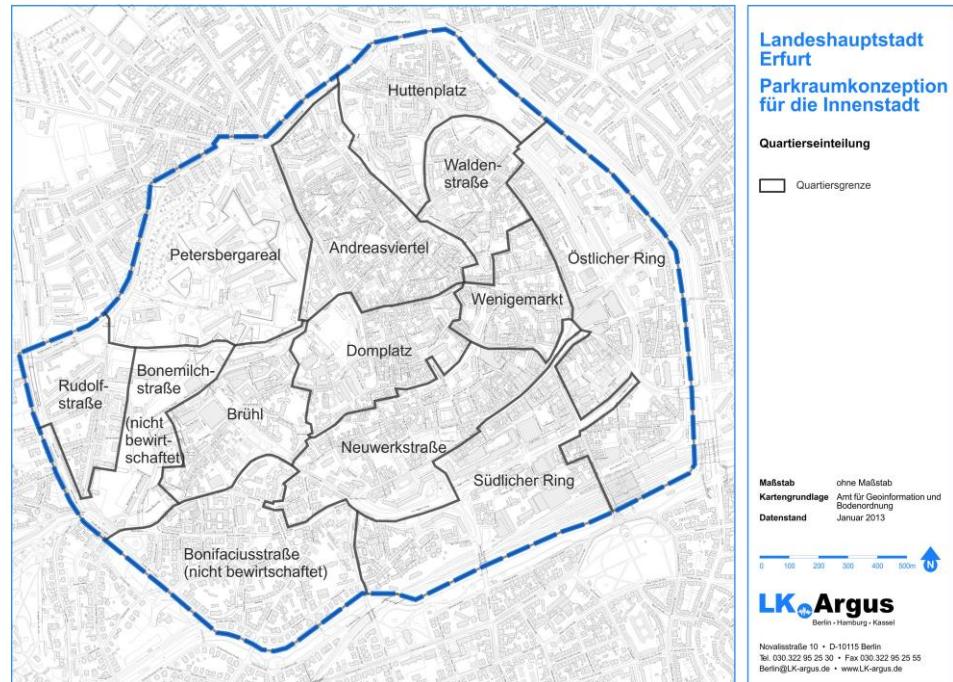 Huttenplatz
Walden-
straße
Petersbergareal
Andreasviertel
Östlicher Ring
Wenigemarkt
Domplatz
Bonemilch-
straße
(nicht
bewirt-
schaftet)
Rudolf-
straße
Brühl
Neuwerkstraße
Südlicher Ring
Bonifaciusstraße
(nicht bewirtschaftet)
Landeshauptstadt
Erfurt
Parkraumkonzeption
für die Innenstadt
Quartierseinteilung
Quartiersgrenze
Maßstab ohne Maßstab
Kartengrundlage Amt für Geoinformation und
Bodenordnung
Datenstand Januar 2013
0 100 200 300 400 500m N
LK Argus
Berlin • Hamburg • Kassel
Novalisstraße 10 • D-10115 Berlin
Tel. 030.322 95 25 30 • Fax 030.322 95 25 55
Berlin@LK-argus.de • www.LK-argus.de